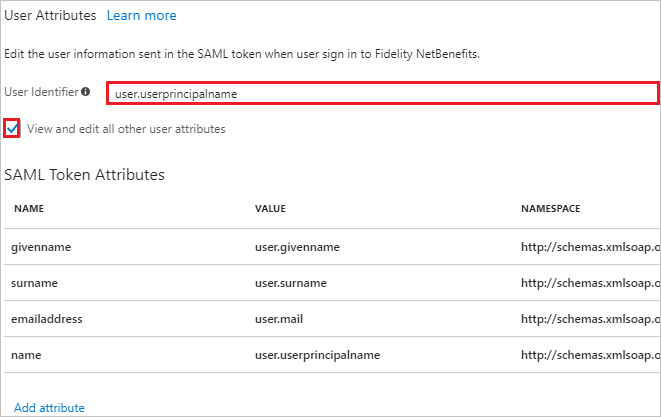 User Attributes Learn more
Edit the user information sent in the SAML token when user sign in to Fidelity NetBenefits.
User Identifier user.userprincipalname
View and edit all other user attributes
SAML Token Attributes
NAME VALUE NAMESPACE
givenname user.givenname http://schemas.xmlsoap.o
surname user.surname http://schemas.xmlsoap.o
emailaddress user.mail http://schemas.xmlsoap.o
name user.userprincipalname http://schemas.xmlsoap.o
Add attribute